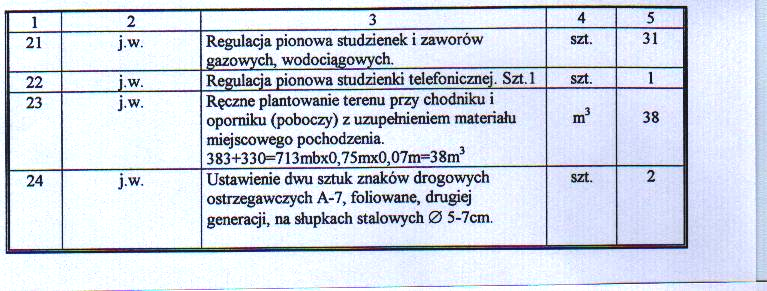 1 2 3 4 5
21 j.w. Regulacja pionowa studzienek i zaworów szt. 31
gazowych, wodociągowych.
22 j.w. Regulacja pionowa studzienki telefonicznej. Szt.1 szt. 1
23 j.w. Ręczne plantowanie terenu przy chodniku i
oporniku (poboczy) z uzupełnieniem materiału m³ 38
miejscowego pochodzenia.
383+330=713mbx0,75mx0,07m=38m³
24 j.w. Ustawienie dwu sztuk znaków drogowych szt. 2
ostrzegawczych A-7, foliowane, drugiej
generacji, na słupkach stalowych Ø 5-7cm.